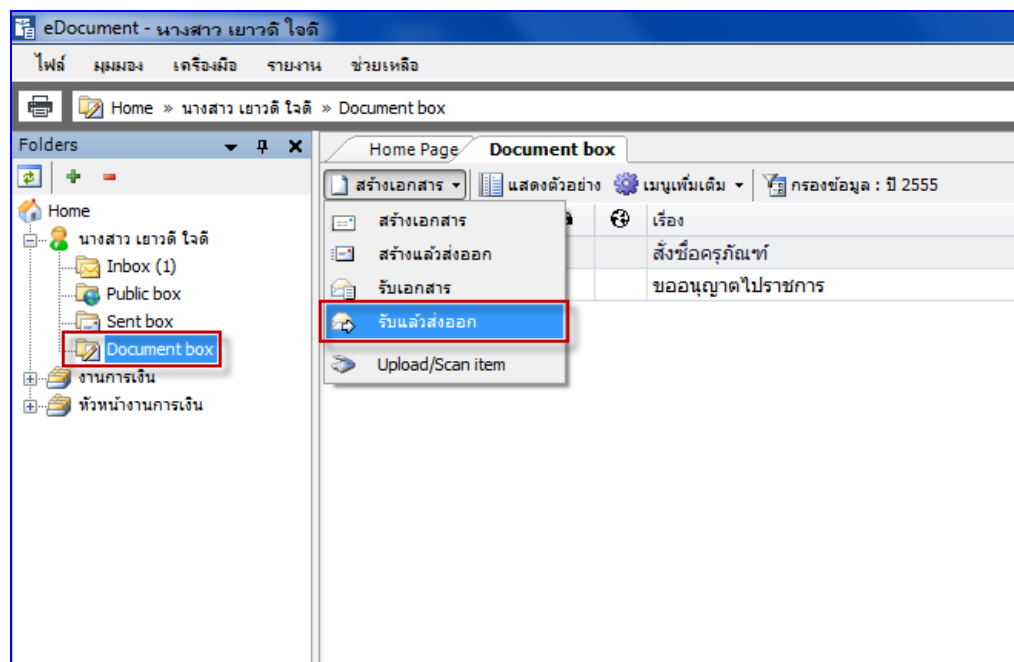 eDocument - นางสาว เยาวดี ใจดี
ไฟล์ มุมมอง เครื่องมือ รายงาน ช่วยเหลือ
Home » นางสาว เยาวดี ใจดี » Document box
Folders
Home
นางสาว เยาวดี ใจดี
Inbox (1)
Public box
Sent box
Document box
งานการเงิน
หัวหน้างานการเงิน
Home Page Document box
สร้างเอกสาร แสดงตัวอย่าง เมนูเพิ่มเติม กรองข้อมูล : ปี 2555
เรื่อง
สั่งซื้อครุภัณฑ์
ขออนุญาตไปราชการ
สร้างเอกสาร
สร้างแล้วส่งออก
รับเอกสาร
รับแล้วส่งออก
Upload/Scan item